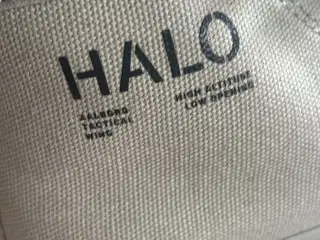 HALO
AALBORG
TACTICAL
WING
HIGH ALTITUDE
LOW OPENING